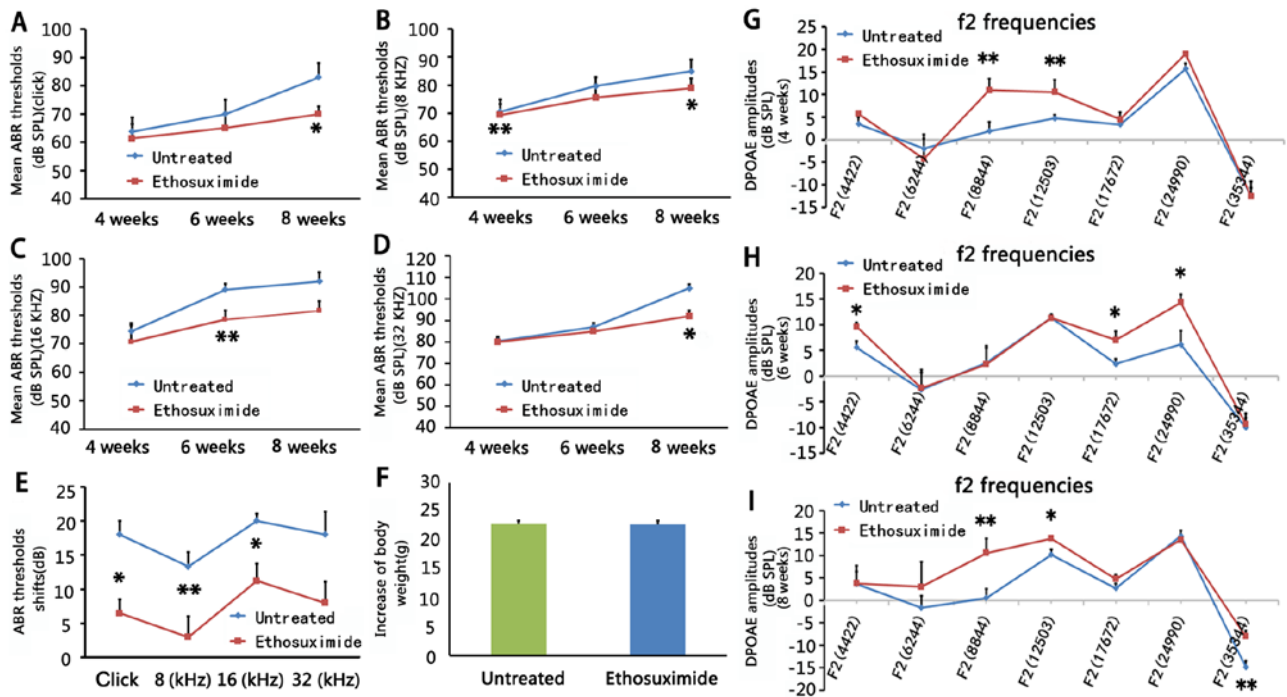 A
Mean ABR thresholds
(dB SPL)(click)
100
90
80
70
60
50
40
*
Untreated
Ethosuximide
4 weeks
6 weeks
8 weeks
B
Mean ABR thresholds
(dB SPL)(8 KHZ)
100
90
80
70
60
50
40
**
*
Untreated
Ethosuximide
4 weeks
6 weeks
8 weeks
C
Mean ABR thresholds
(dB SPL)(16 KHZ)
100
90
80
70
60
50
40
**
Untreated
Ethosuximide
4 weeks
6 weeks
8 weeks
D
Mean ABR thresholds
(dB SPL)(32 KHZ)
120
110
100
90
80
70
60
50
40
*
Untreated
Ethosuximide
4 weeks
6 weeks
8 weeks
E
ABR thresholds
shifts(dB)
25
20
15
10
5
0
*
**
*
Untreated
Ethosuximide
Click 8 (kHz) 16 (kHz) 32 (kHz)
F
Increase of body
weight(g)
30
25
20
15
10
5
0
Untreated
Ethosuximide
G
f2 frequencies
Untreated
Ethosuximide
DPOAE amplitudes
(dB SPL)
(4 weeks)
25
20
15
10
5
0
-5
-10
-15
**
**
F2 (4422)
F2 (6244)
F2 (8844)
F2 (12503)
F2 (17672)
F2 (24990)
F2 (35344)
H
f2 frequencies
Untreated
Ethosuximide
DPOAE amplitudes
(dB SPL)
(6 weeks)
20
15
10
5
0
-5
-10
-15
*
*
*
F2 (4422)
F2 (6244)
F2 (8844)
F2 (12503)
F2 (17672)
F2 (24990)
F2 (35344)
I
f2 frequencies
Untreated
Ethosuximide
DPOAE amplitudes
(dB SPL)
(8 weeks)
20
15
10
5
0
-5
-10
-15
-20
**
*
**
F2 (4422)
F2 (6244)
F2 (8844)
F2 (12503)
F2 (17672)
F2 (24990)
F2 (35344)